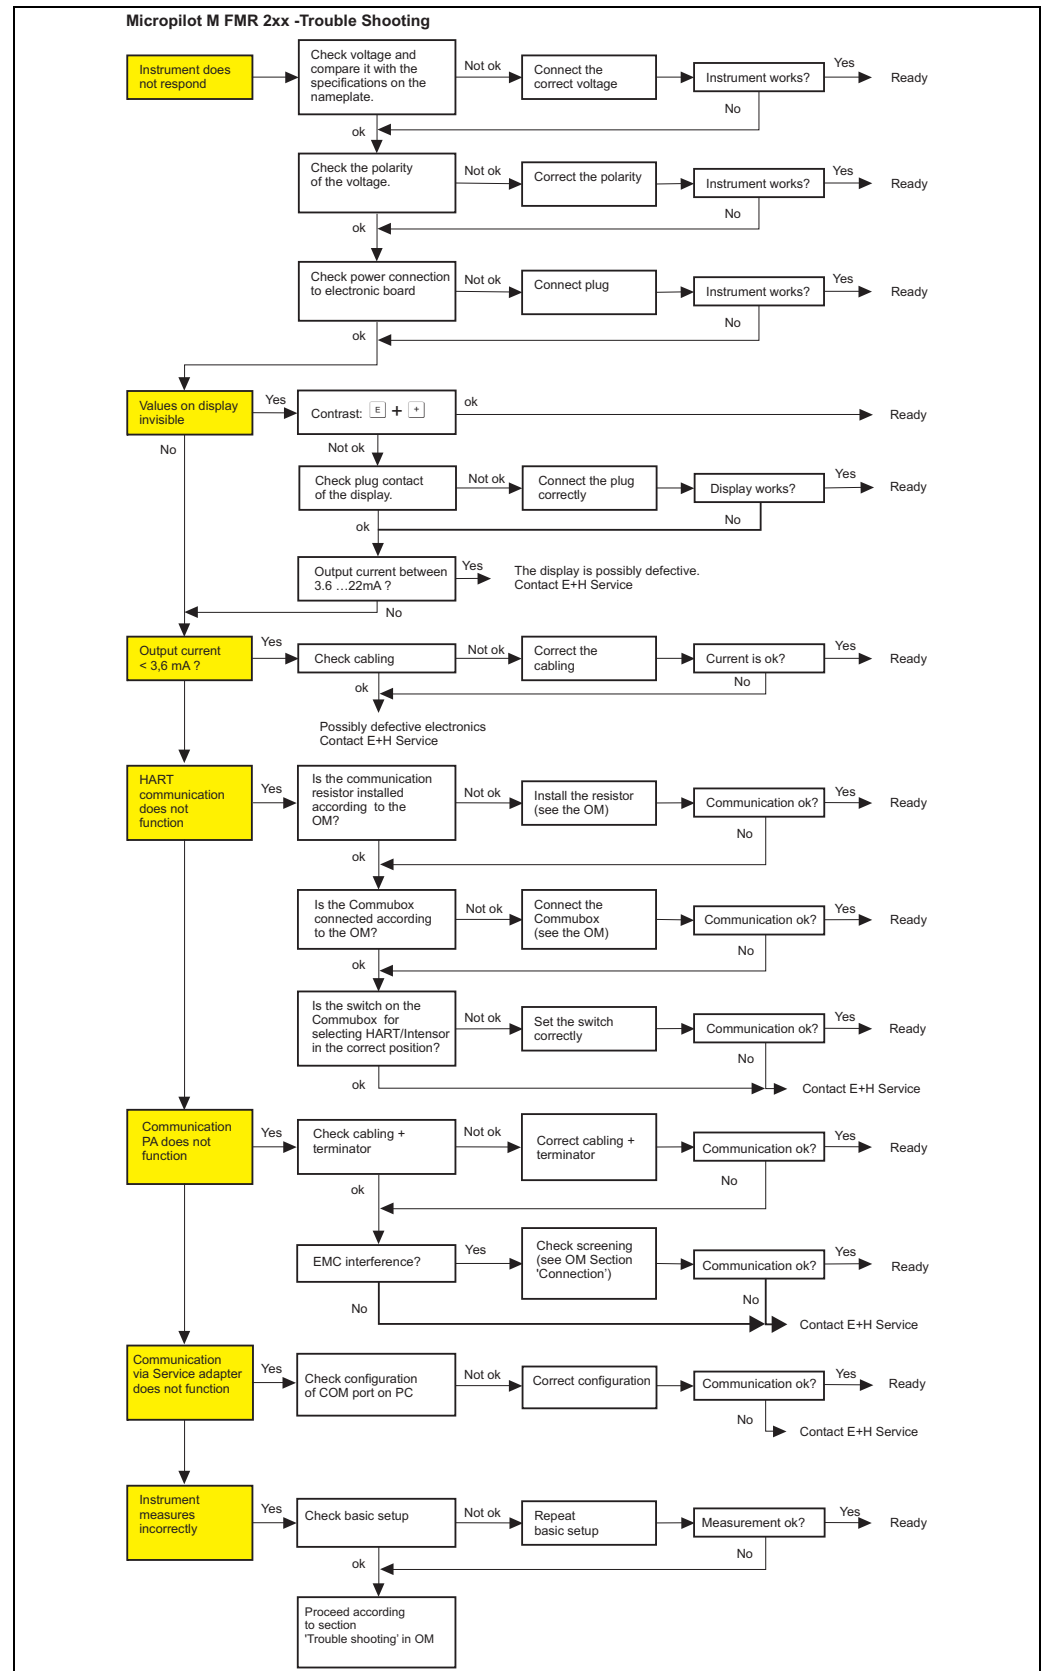 Micropilot M FMR 2xx -Trouble Shooting
Instrument does
not respond
Check voltage and
compare it with the
specifications on the
nameplate.
Not ok
Connect the
correct voltage
Instrument works?
Yes
Ready
No
ok
Check the polarity
of the voltage.
Not ok
Correct the polarity
Instrument works?
Yes
Ready
No
ok
Check power connection
to electronic board
Not ok
Connect plug
Instrument works?
Yes
Ready
No
ok
Values on display
invisible
Yes
Contrast: E + +
ok
Ready
No
Not ok
Check plug contact
of the display.
Not ok
Connect the plug
correctly
Display works?
Yes
Ready
No
ok
Output current between
3.6 ...22mA ?
Yes
The display is possibly defective.
Contact E+H Service
No
Output current
< 3,6 mA ?
Yes
Check cabling
Not ok
Correct the
cabling
Current is ok?
Yes
Ready
No
ok
Possibly defective electronics
Contact E+H Service
HART
communication
does not
function
Yes
Is the communication
resistor installed
according to the
OM?
Not ok
Install the resistor
(see the OM)
Communication ok?
Yes
Ready
No
ok
Is the Commubox
connected according
to the OM?
Not ok
Connect the
Commubox
(see the OM)
Communication ok?
Yes
Ready
No
ok
Is the switch on the
Commubox for
selecting HART/Intensor
in the correct position?
Not ok
Set the switch
correctly
Communication ok?
Yes
Ready
No
ok
Contact E+H Service
Communication
PA does not
function
Yes
Check cabling +
terminator
Not ok
Correct cabling +
terminator
Communication ok?
Yes
Ready
No
ok
EMC interference?
Yes
Check screening
(see OM Section
'Connection')
Communication ok?
Yes
Ready
No
No
Contact E+H Service
Communication
via Service adapter
does not function
Yes
Check configuration
of COM port on PC
Not ok
Correct configuration
Communication ok?
Yes
Ready
No
Contact E+H Service
Instrument
measures
incorrectly
Yes
Check basic setup
Not ok
Repeat
basic setup
Measurement ok?
Yes
Ready
No
ok
Proceed according
to section
'Trouble shooting' in OM